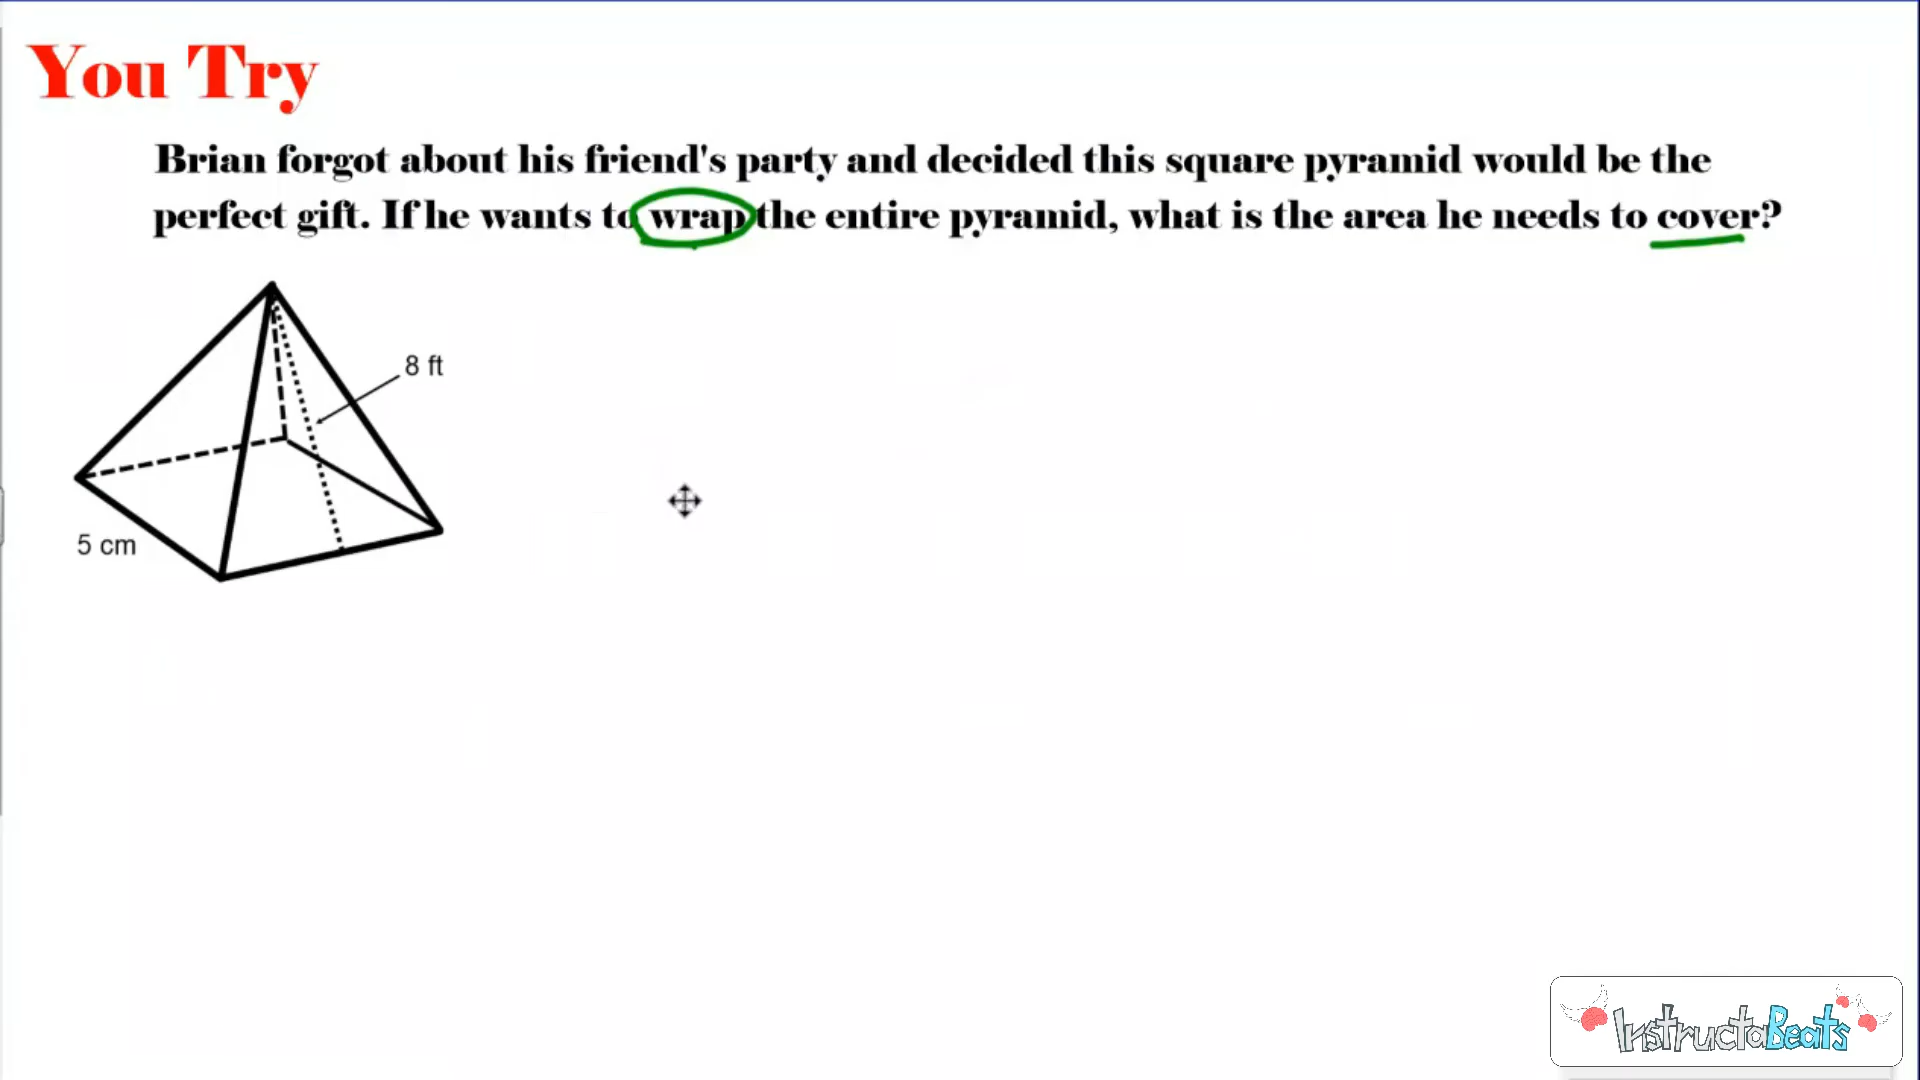 You Try
Brian forgot about his friend's party and decided this square pyramid would be the
perfect gift. If he wants to wrap the entire pyramid, what is the area he needs to cover?
8 ft
5 cm
InstructaBeats